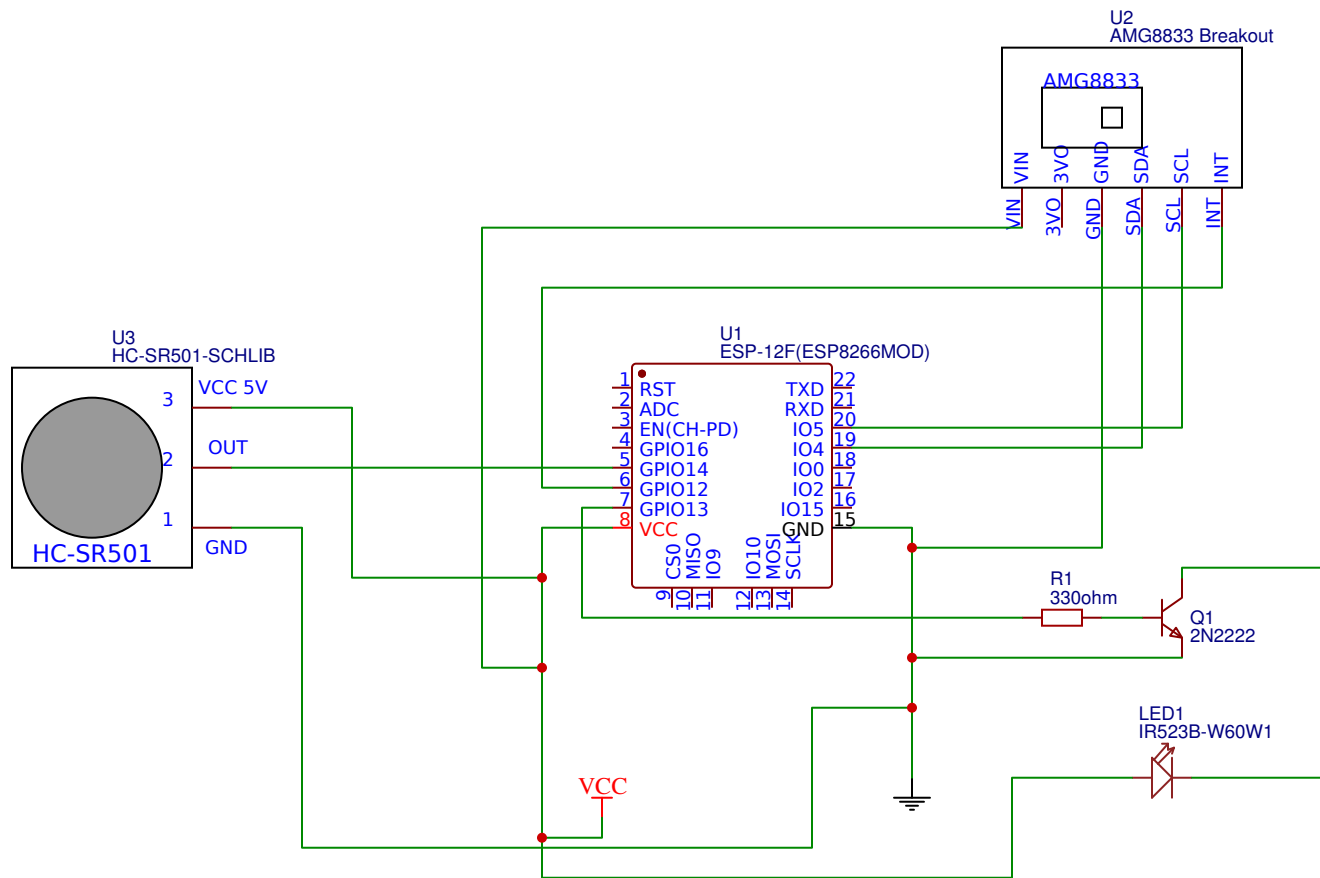 U2
AMG8833 Breakout
AMG8833
VIN
3VO
GND
SDA
SCL
INT
VIN
3VO
GND
SDA
SCL
INT
U3
HC-SR501-SCHLIB
3
VCC 5V
2
OUT
1
GND
HC-SR501
U1
ESP-12F(ESP8266MOD)
1 RST
2 ADC
3 EN(CH-PD)
4 GPIO16
5 GPIO14
6 GPIO12
7 GPIO13
8 VCC
TXD 22
RXD 21
IO5 20
IO4 19
IO0 18
IO2 17
IO15 16
GND 15
CS0
MISO
IO9
IO10
MOSI
SCLK
9
10
11
12
13
14
R1
330ohm
Q1
2N2222
LED1
IR523B-W60W1
VCC